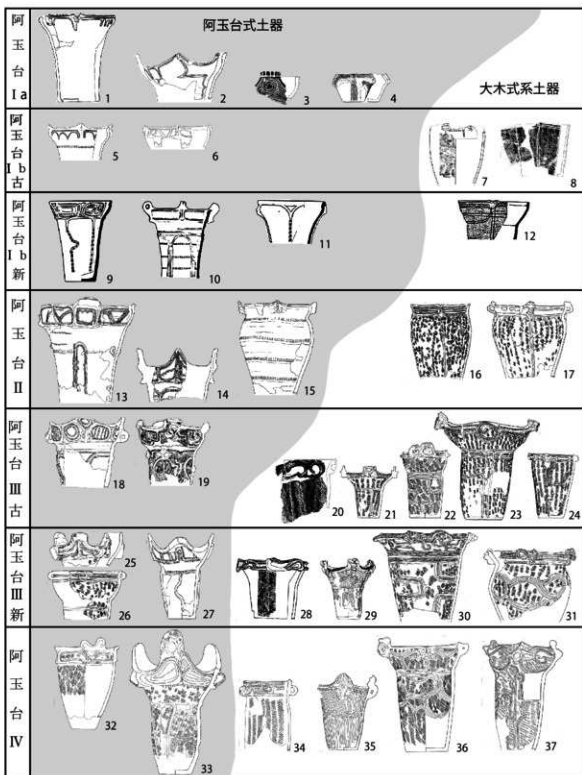 阿玉台Ⅰa
阿玉台式土器
大木式系土器
1 2 3 4
阿玉台Ⅰb古
5 6 7 8
阿玉台Ⅰb新
9 10 11 12
阿玉台Ⅱ
13 14 15 16 17
阿玉台Ⅲ古
18 19 20 21 22 23 24
阿玉台Ⅲ新
25
26 27 28 29 30 31
阿玉台Ⅳ
32 33 34 35 36 37